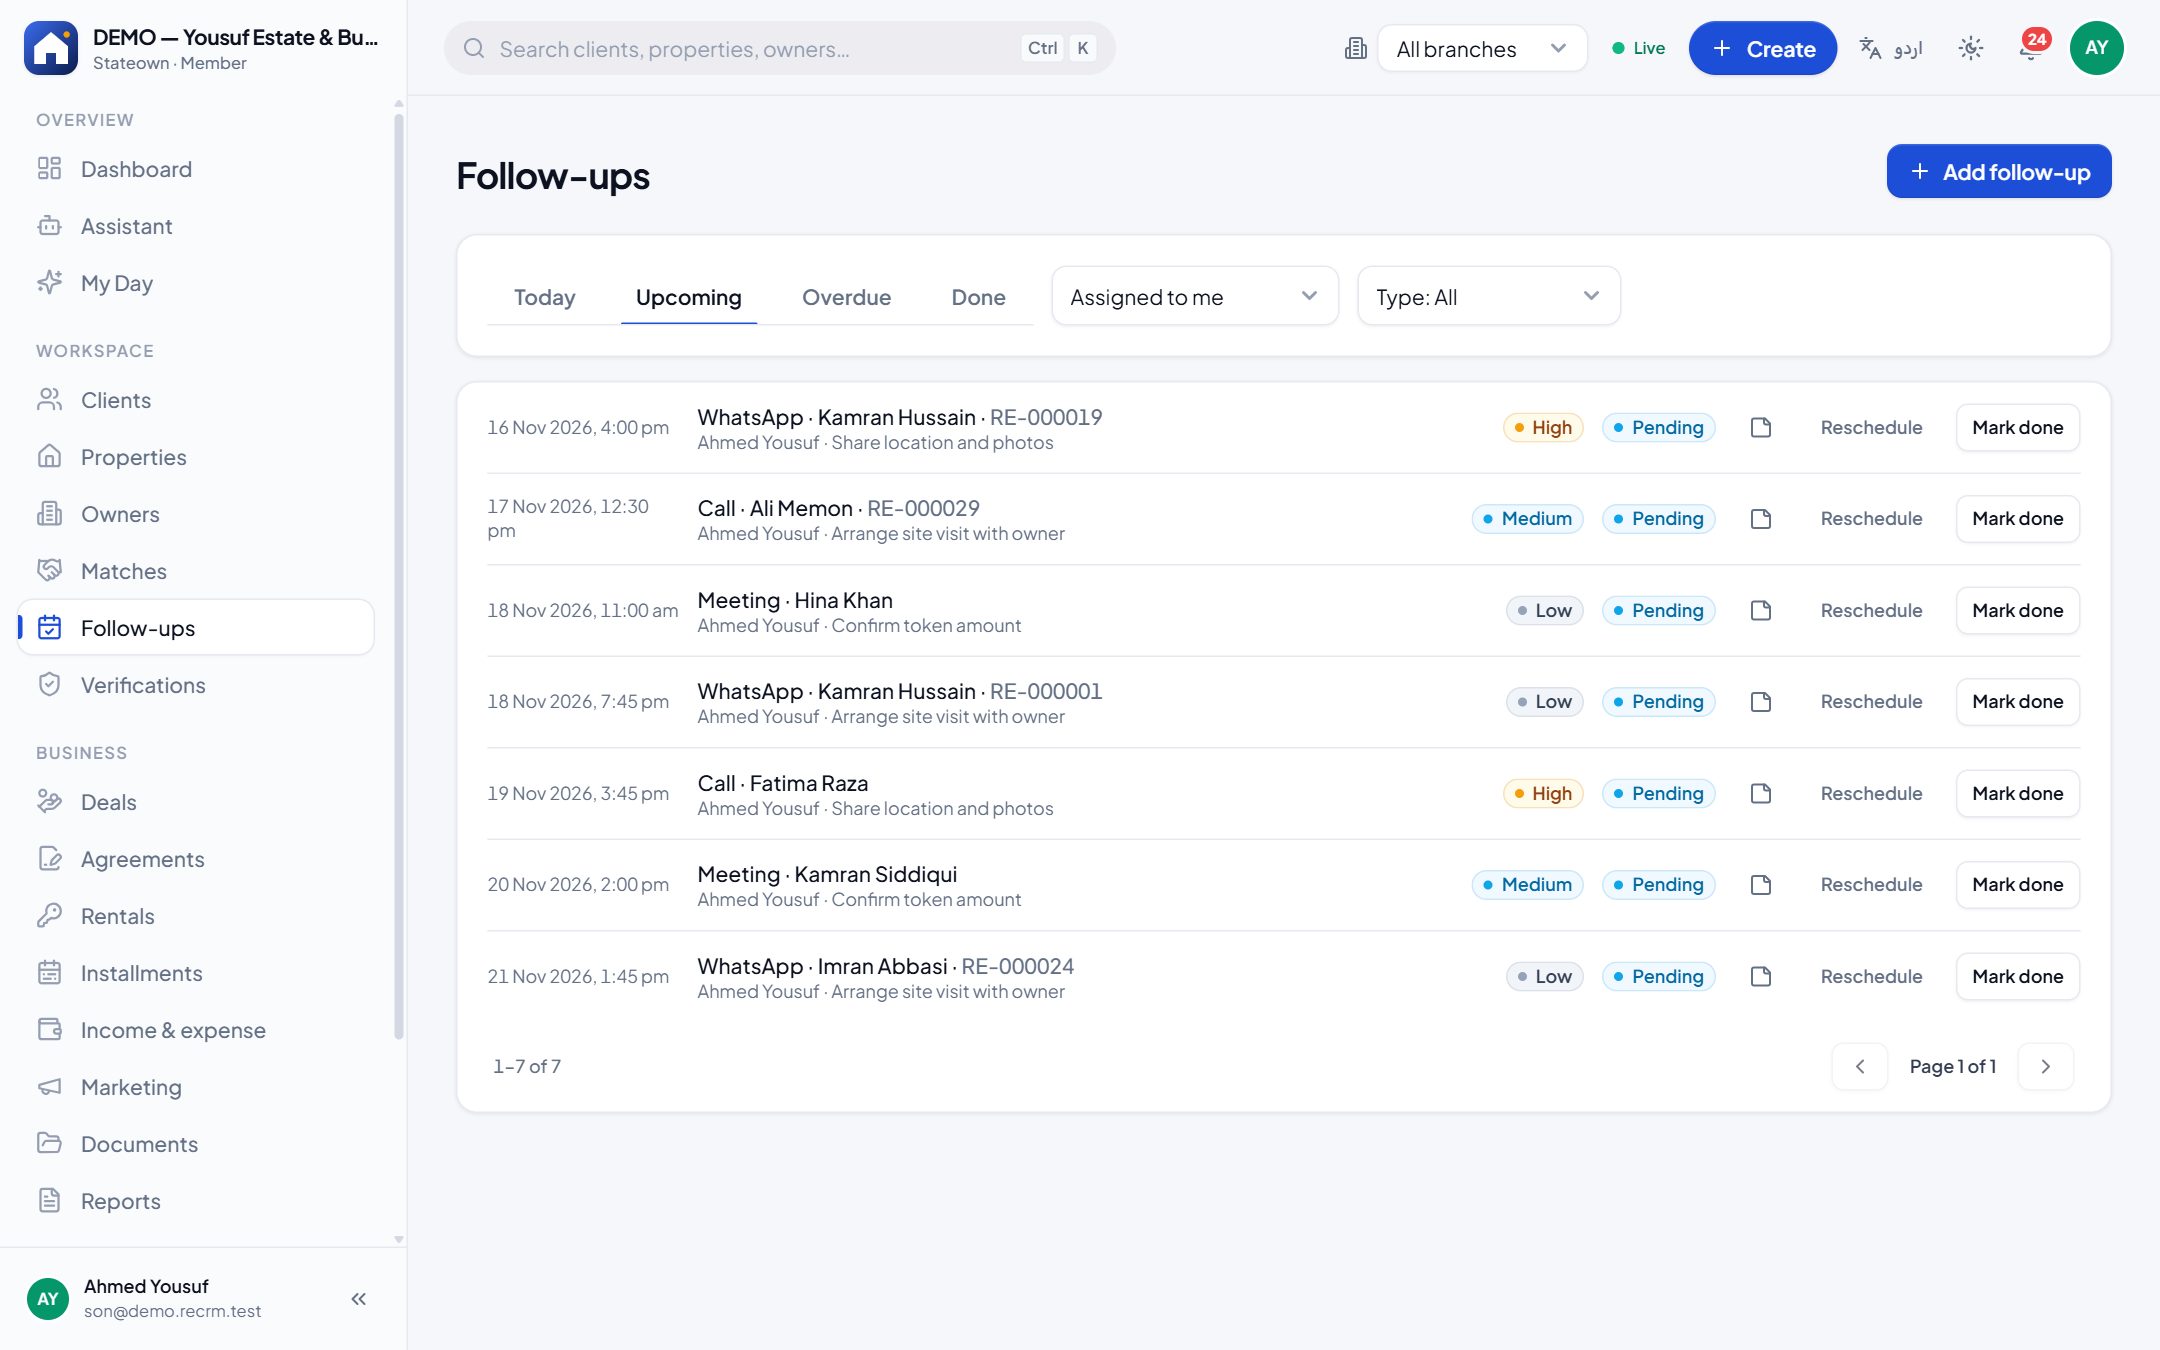 DEMO — Yousuf Estate & Bu...
Stateown · Member
OVERVIEW
Dashboard
Assistant
My Day
WORKSPACE
Clients
Properties
Owners
Matches
Follow-ups
Verifications
BUSINESS
Deals
Agreements
Rentals
Installments
Income & expense
Marketing
Documents
Reports
AY
Ahmed Yousuf
son@demo.recrm.test
Search clients, properties, owners...
Ctrl K
All branches
Live
Create
اردو
24
AY
Follow-ups
Add follow-up
Today
Upcoming
Overdue
Done
Assigned to me
Type: All
16 Nov 2026, 4:00 pm
WhatsApp · Kamran Hussain · RE-000019
Ahmed Yousuf · Share location and photos
High
Pending
Reschedule
Mark done
17 Nov 2026, 12:30
pm
Call · Ali Memon · RE-000029
Ahmed Yousuf · Arrange site visit with owner
Medium
Pending
Reschedule
Mark done
18 Nov 2026, 11:00 am
Meeting · Hina Khan
Ahmed Yousuf · Confirm token amount
Low
Pending
Reschedule
Mark done
18 Nov 2026, 7:45 pm
WhatsApp · Kamran Hussain · RE-000001
Ahmed Yousuf · Arrange site visit with owner
Low
Pending
Reschedule
Mark done
19 Nov 2026, 3:45 pm
Call · Fatima Raza
Ahmed Yousuf · Share location and photos
High
Pending
Reschedule
Mark done
20 Nov 2026, 2:00 pm
Meeting · Kamran Siddiqui
Ahmed Yousuf · Confirm token amount
Medium
Pending
Reschedule
Mark done
21 Nov 2026, 1:45 pm
WhatsApp · Imran Abbasi · RE-000024
Ahmed Yousuf · Arrange site visit with owner
Low
Pending
Reschedule
Mark done
1–7 of 7
Page 1 of 1